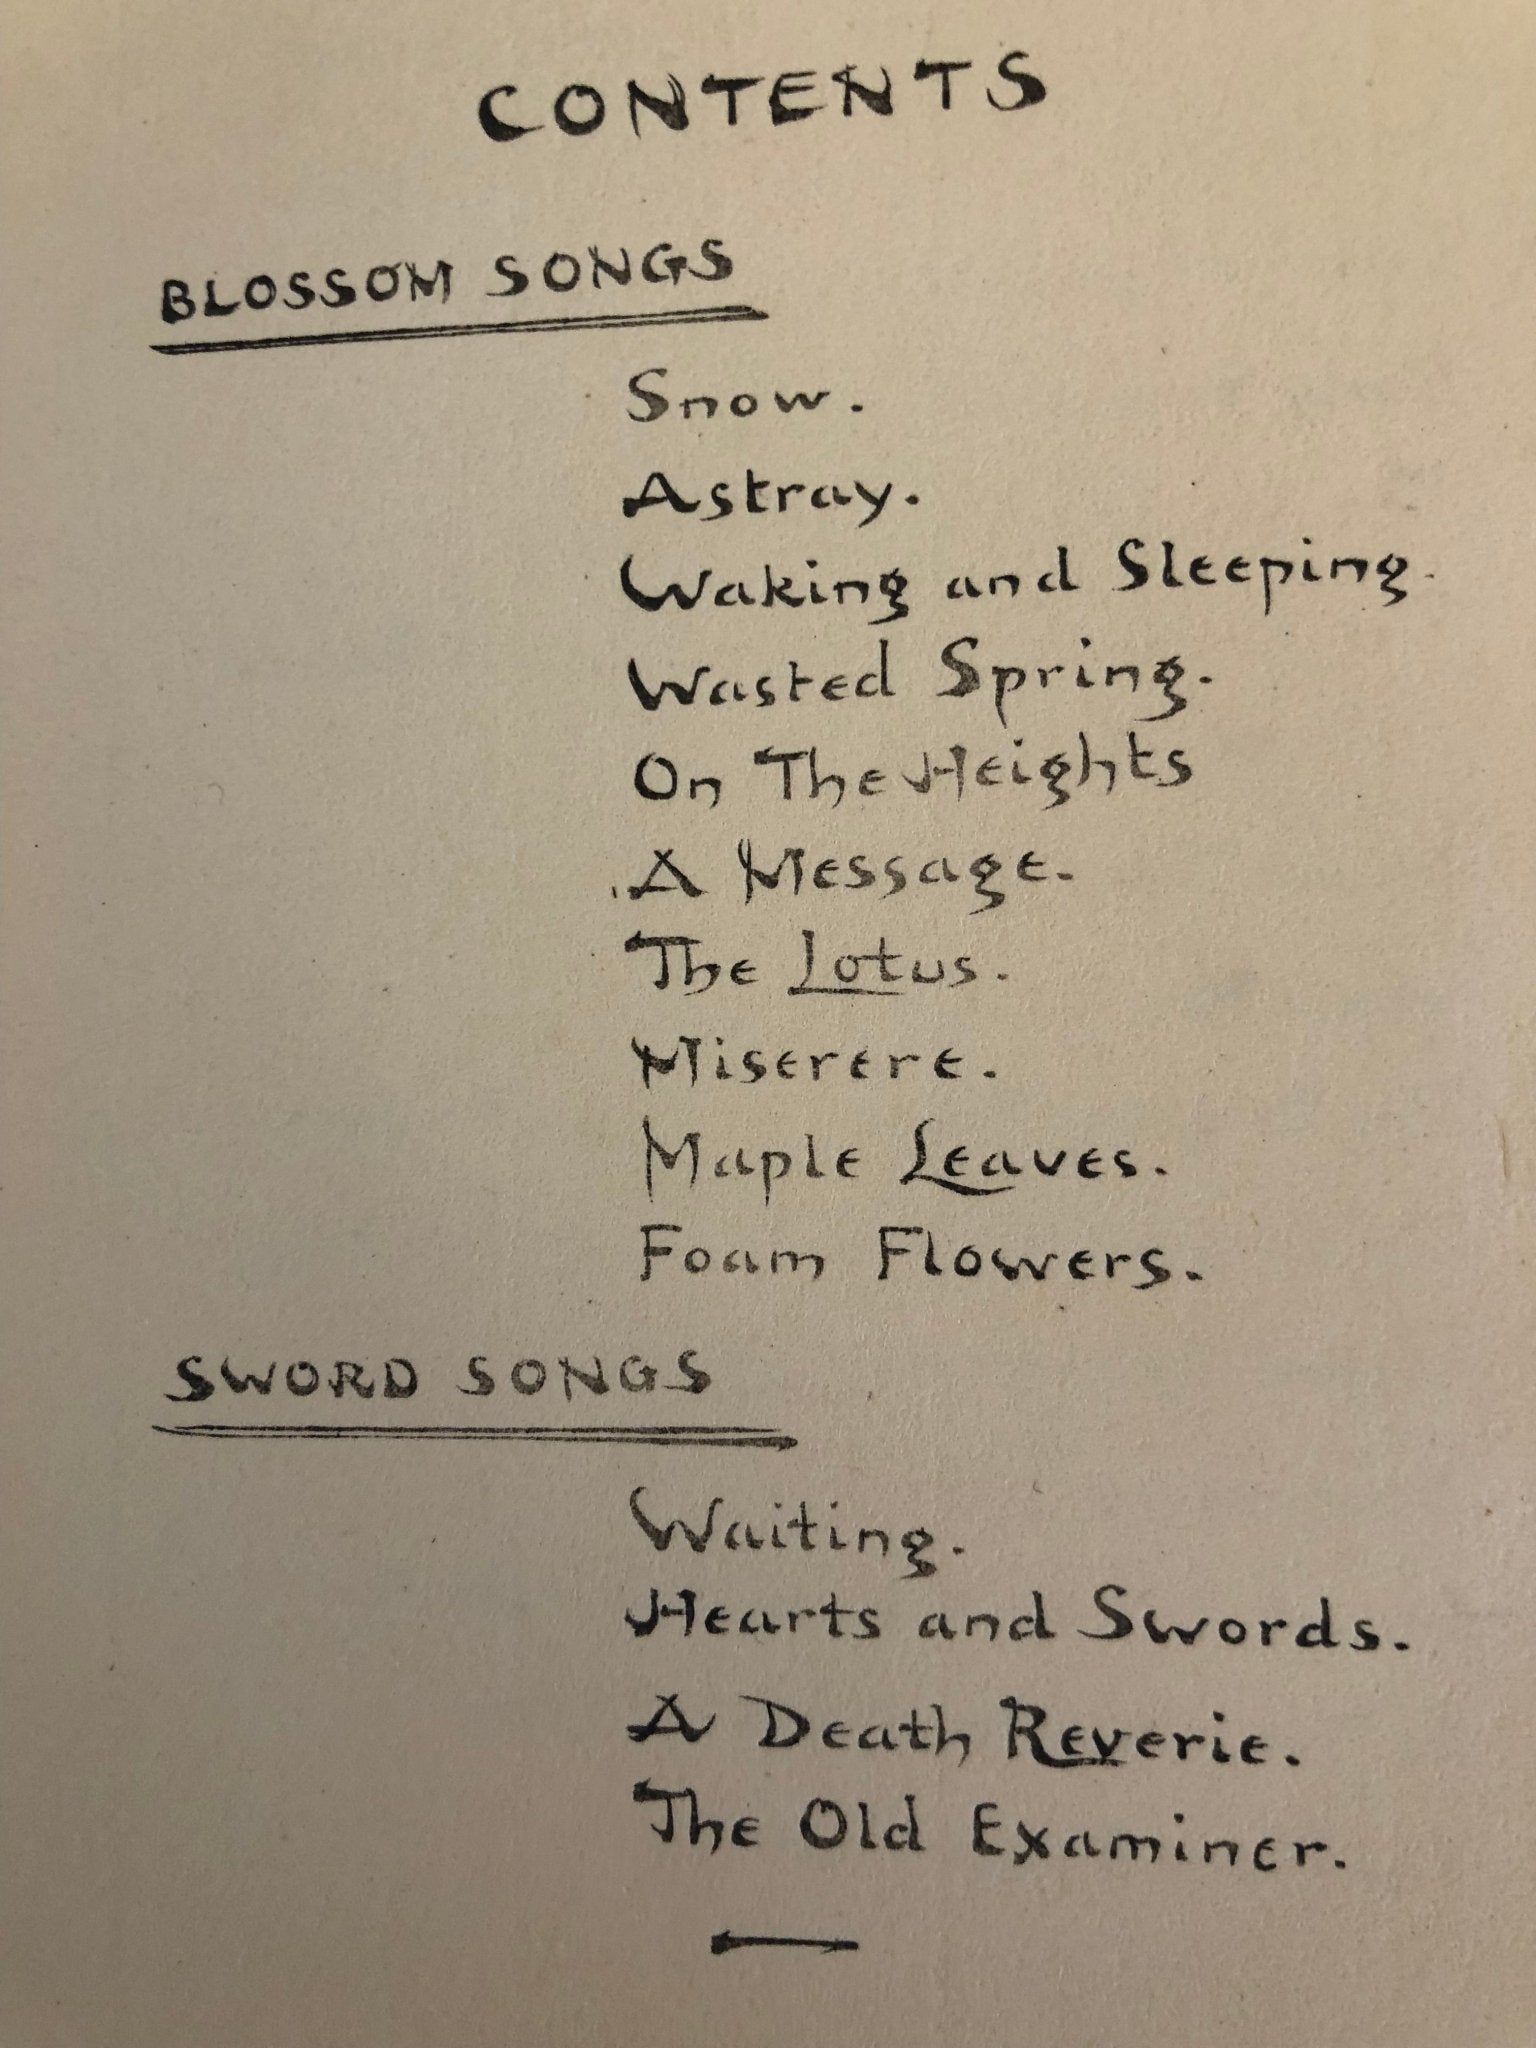 CONTENTS
BLOSSOM SONGS
Snow.
Astray.
Waking and Sleeping.
Wasted Spring.
On The Heights
A Message.
The Lotus.
Miserere.
Maple Leaves.
Foam Flowers.
SWORD SONGS
Waiting.
Hearts and Swords.
A Death Reverie.
The Old Examiner.